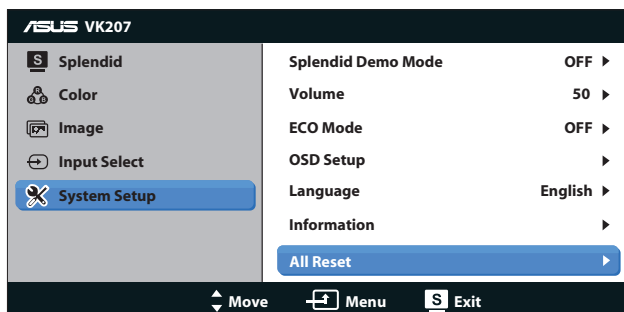 ASUS VK207
S Splendid
R G B Color
Image
Input Select
System Setup
Splendid Demo Mode OFF
Volume 50
ECO Mode OFF
OSD Setup
Language English
Information
All Reset
Move Menu S Exit